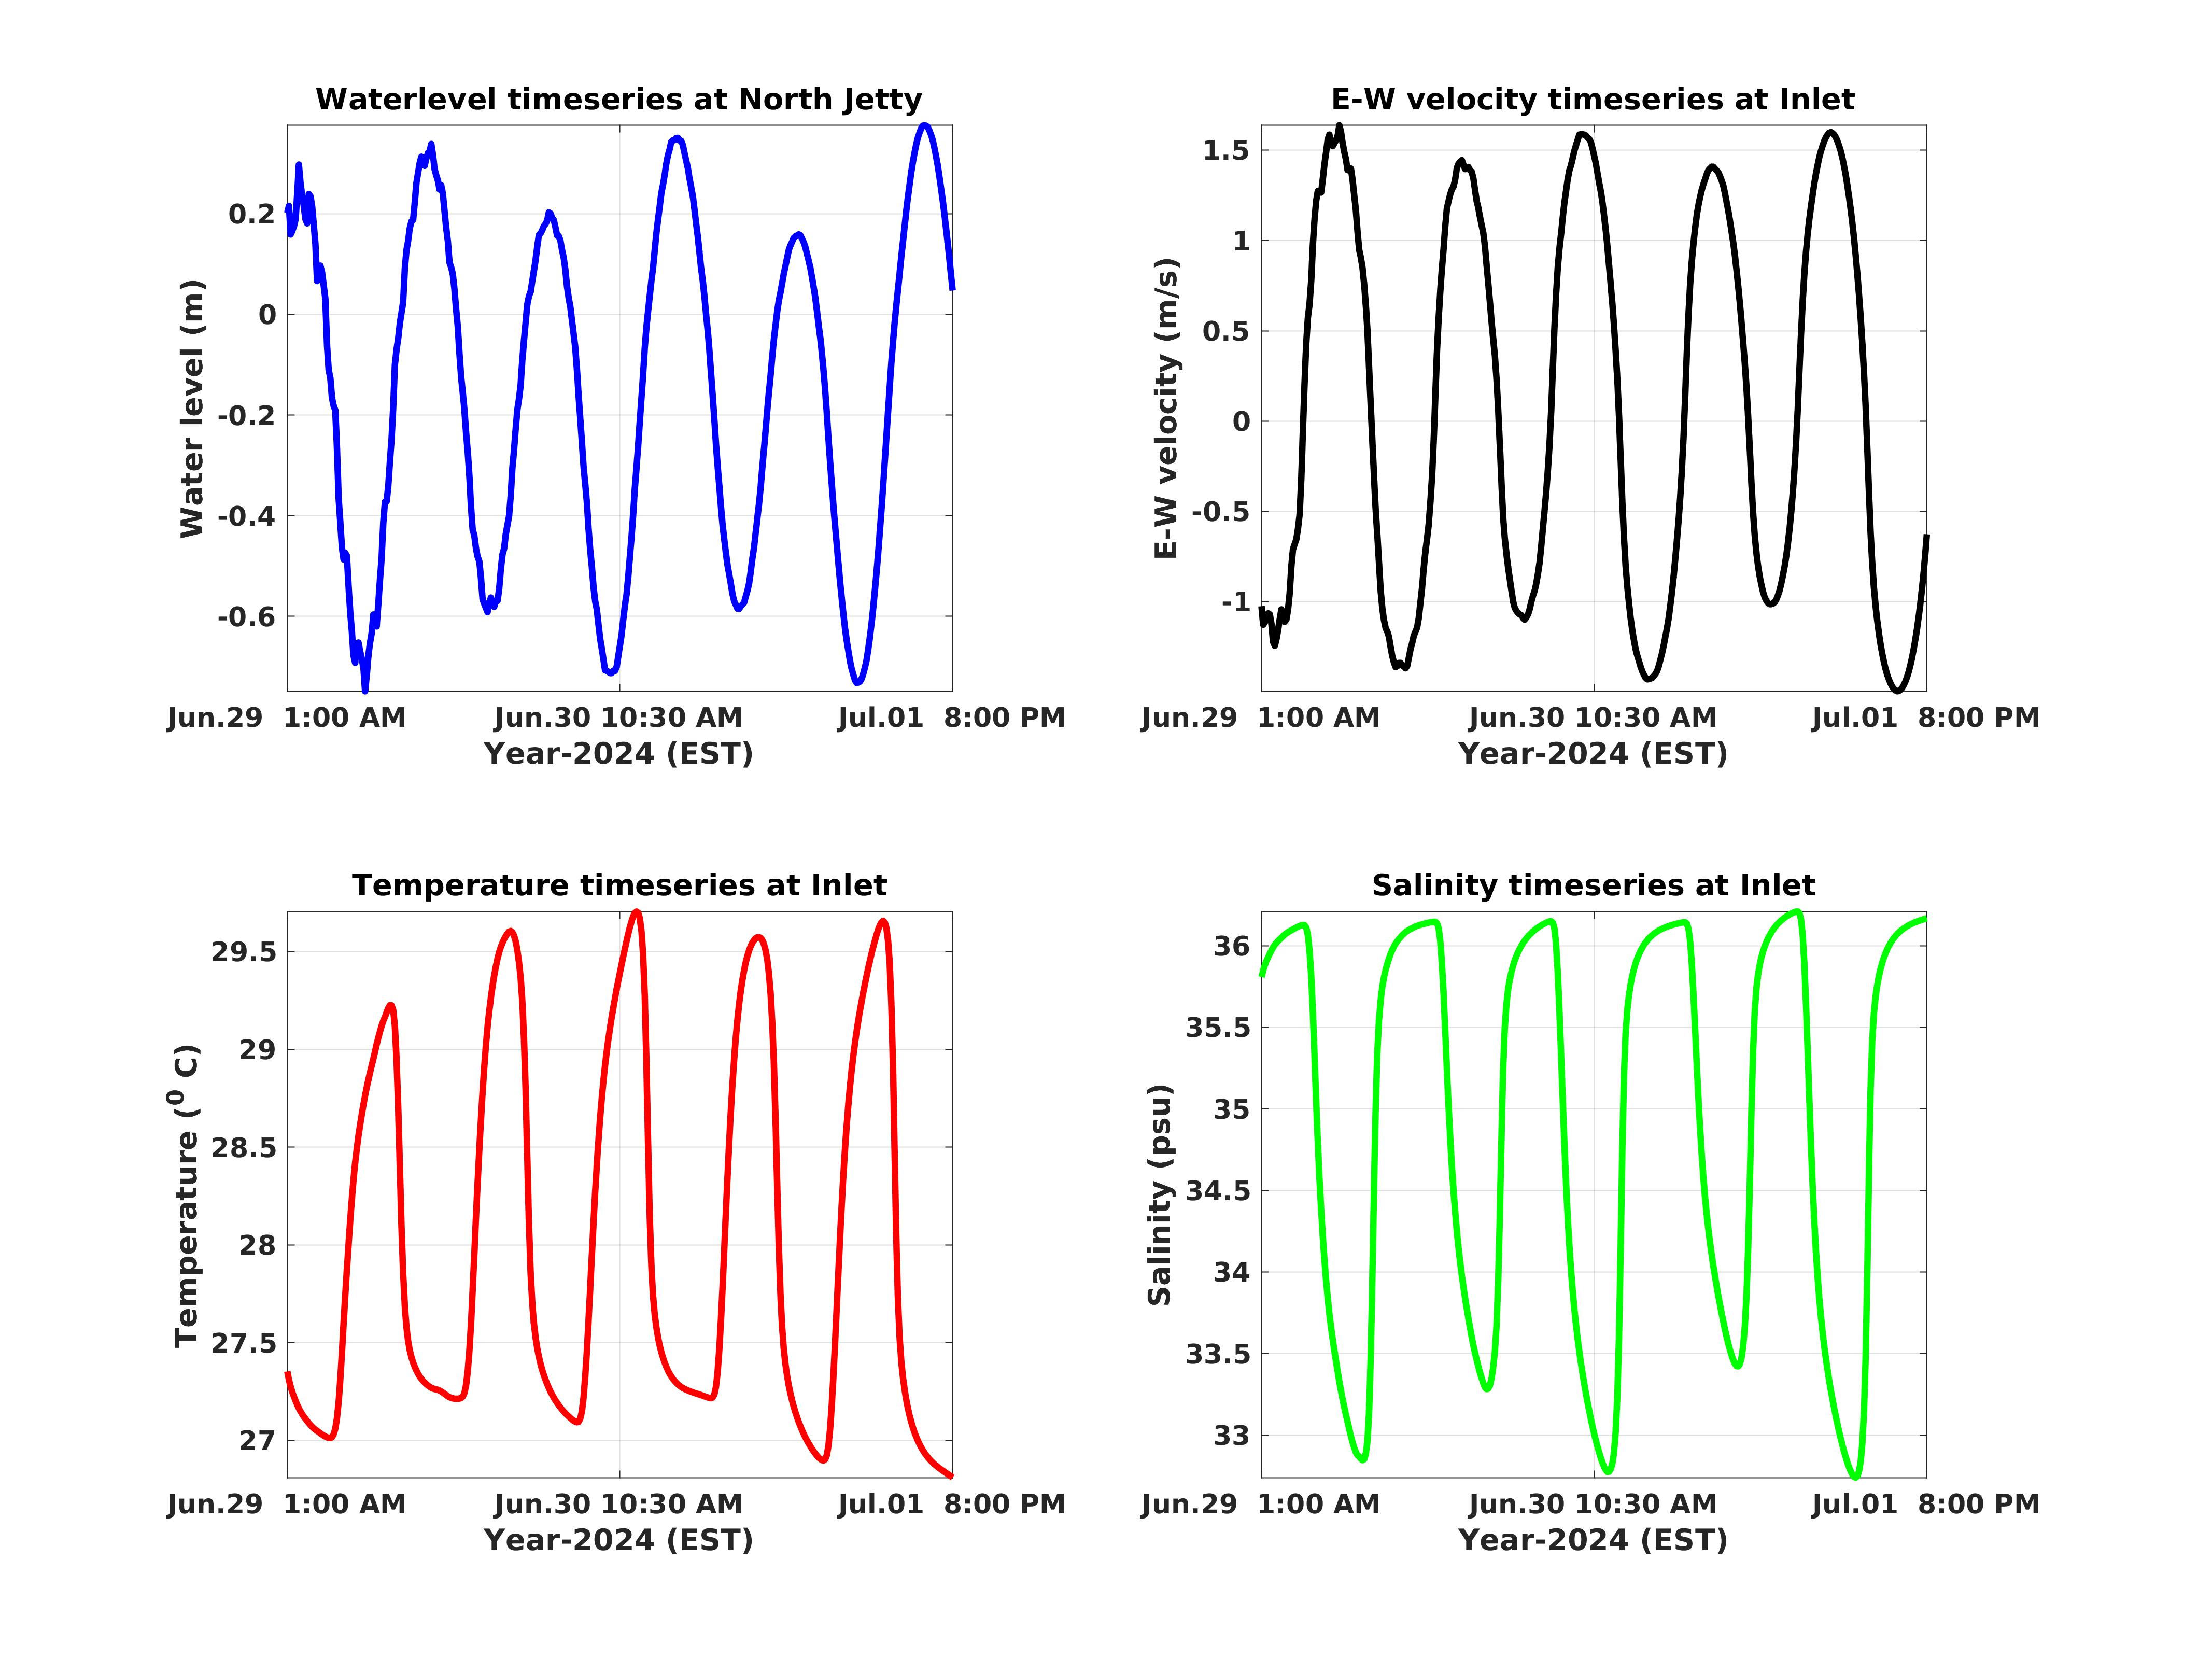 Waterlevel timeseries at North Jetty
0.2
0
-0.2
-0.4
-0.6
Water level (m)
Jun.29 1:00 AM Jun.30 10:30 AM Jul.01 8:00 PM
Year-2024 (EST)
E-W velocity timeseries at Inlet
1.5
1
0.5
0
-0.5
-1
E-W velocity (m/s)
Jun.29 1:00 AM Jun.30 10:30 AM Jul.01 8:00 PM
Year-2024 (EST)
Temperature timeseries at Inlet
29.5
29
28.5
28
27.5
27
Temperature (⁰ C)
Jun.29 1:00 AM Jun.30 10:30 AM Jul.01 8:00 PM
Year-2024 (EST)
Salinity timeseries at Inlet
36
35.5
35
34.5
34
33.5
33
Salinity (psu)
Jun.29 1:00 AM Jun.30 10:30 AM Jul.01 8:00 PM
Year-2024 (EST)